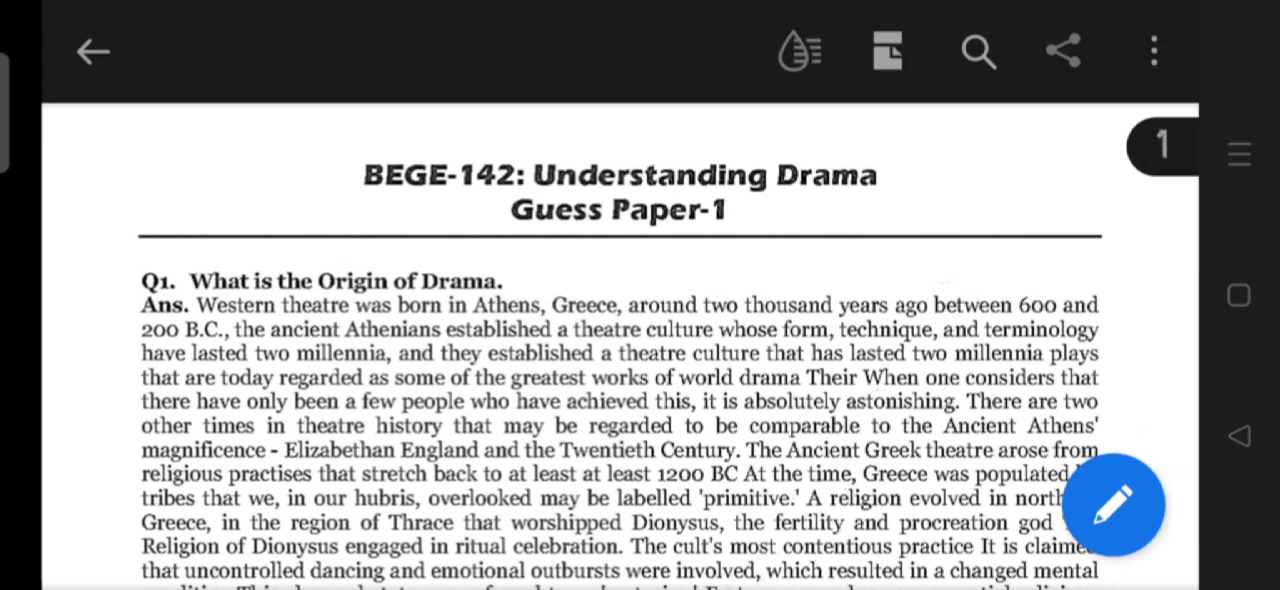 1
BEGE-142: Understanding Drama
Guess Paper-1
Q1. What is the Origin of Drama.
Ans. Western theatre was born in Athens, Greece, around two thousand years ago between 600 and
200 B.C., the ancient Athenians established a theatre culture whose form, technique, and terminology
have lasted two millennia, and they established a theatre culture that has lasted two millennia plays
that are today regarded as some of the greatest works of world drama Their When one considers that
there have only been a few people who have achieved this, it is absolutely astonishing. There are two
other times in theatre history that may be regarded to be comparable to the Ancient Athens'
magnificence - Elizabethan England and the Twentieth Century. The Ancient Greek theatre arose from
religious practises that stretch back to at least at least 1200 BC At the time, Greece was populated
tribes that we, in our hubris, overlooked may be labelled 'primitive.' A religion evolved in north
Greece, in the region of Thrace that worshipped Dionysus, the fertility and procreation god
Religion of Dionysus engaged in ritual celebration. The cult's most contentious practice It is claimed
that uncontrolled dancing and emotional outbursts were involved, which resulted in a changed mental